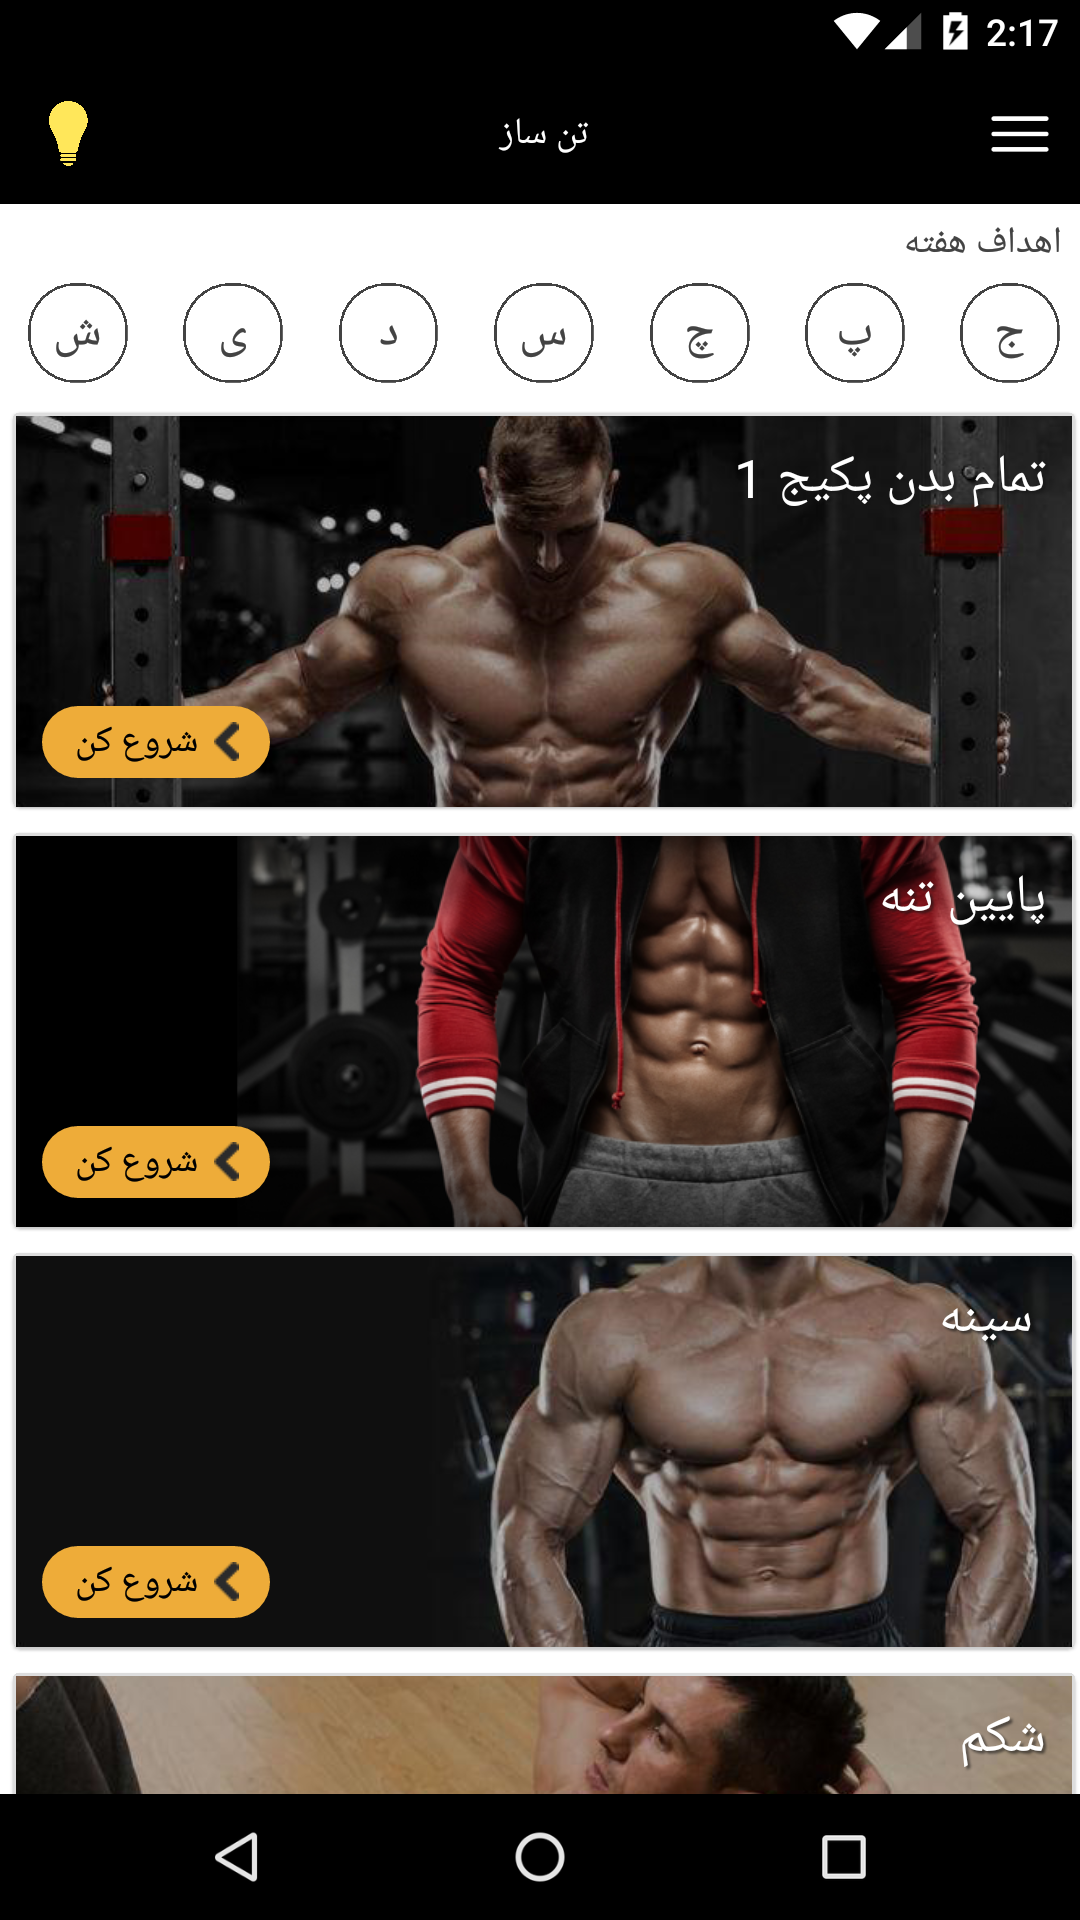 2:17
تن ساز
اهداف هفته
ج پ چ س د ی ش
تمام بدن پکیج 1
شروع کن
پایین تنه
شروع کن
سینه
شروع کن
شکم